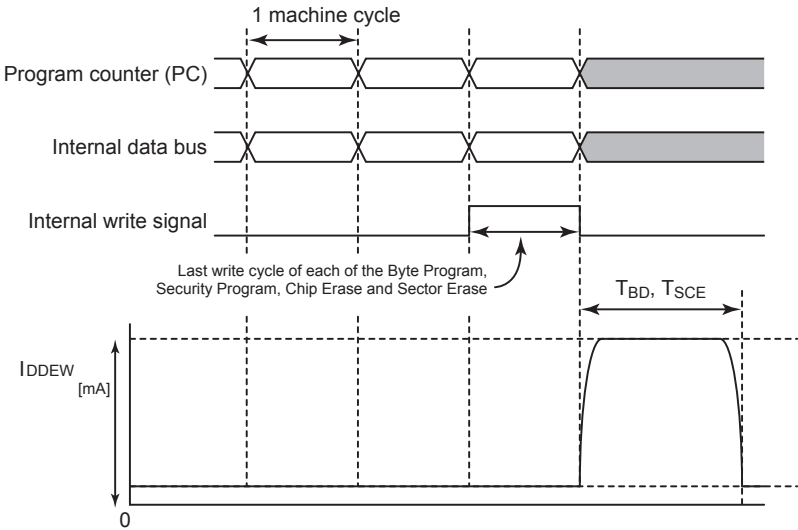 1 machine cycle
Program counter (PC)
Internal data bus
Internal write signal
Last write cycle of each of the Byte Program,
Security Program, Chip Erase and Sector Erase
TBD, TSCE
IDDEW
[mA]
0